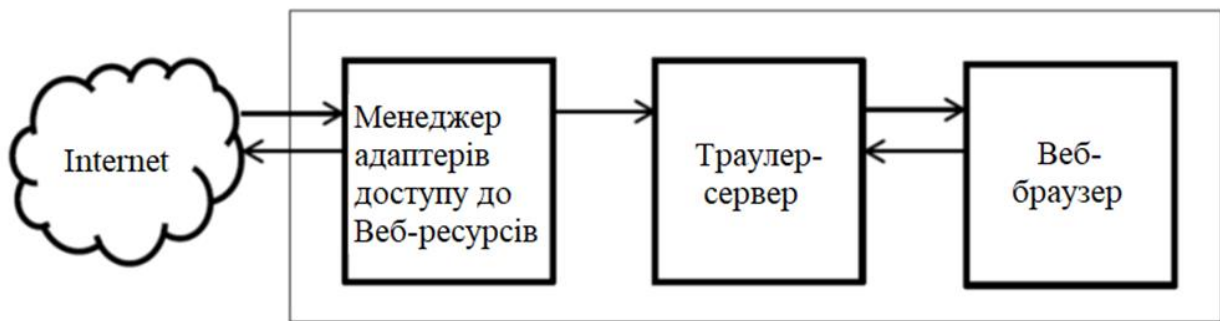 Internet
Менеджер
адаптерів
доступу до
Веб-ресурсів
Траулер-
сервер
Веб-
браузер